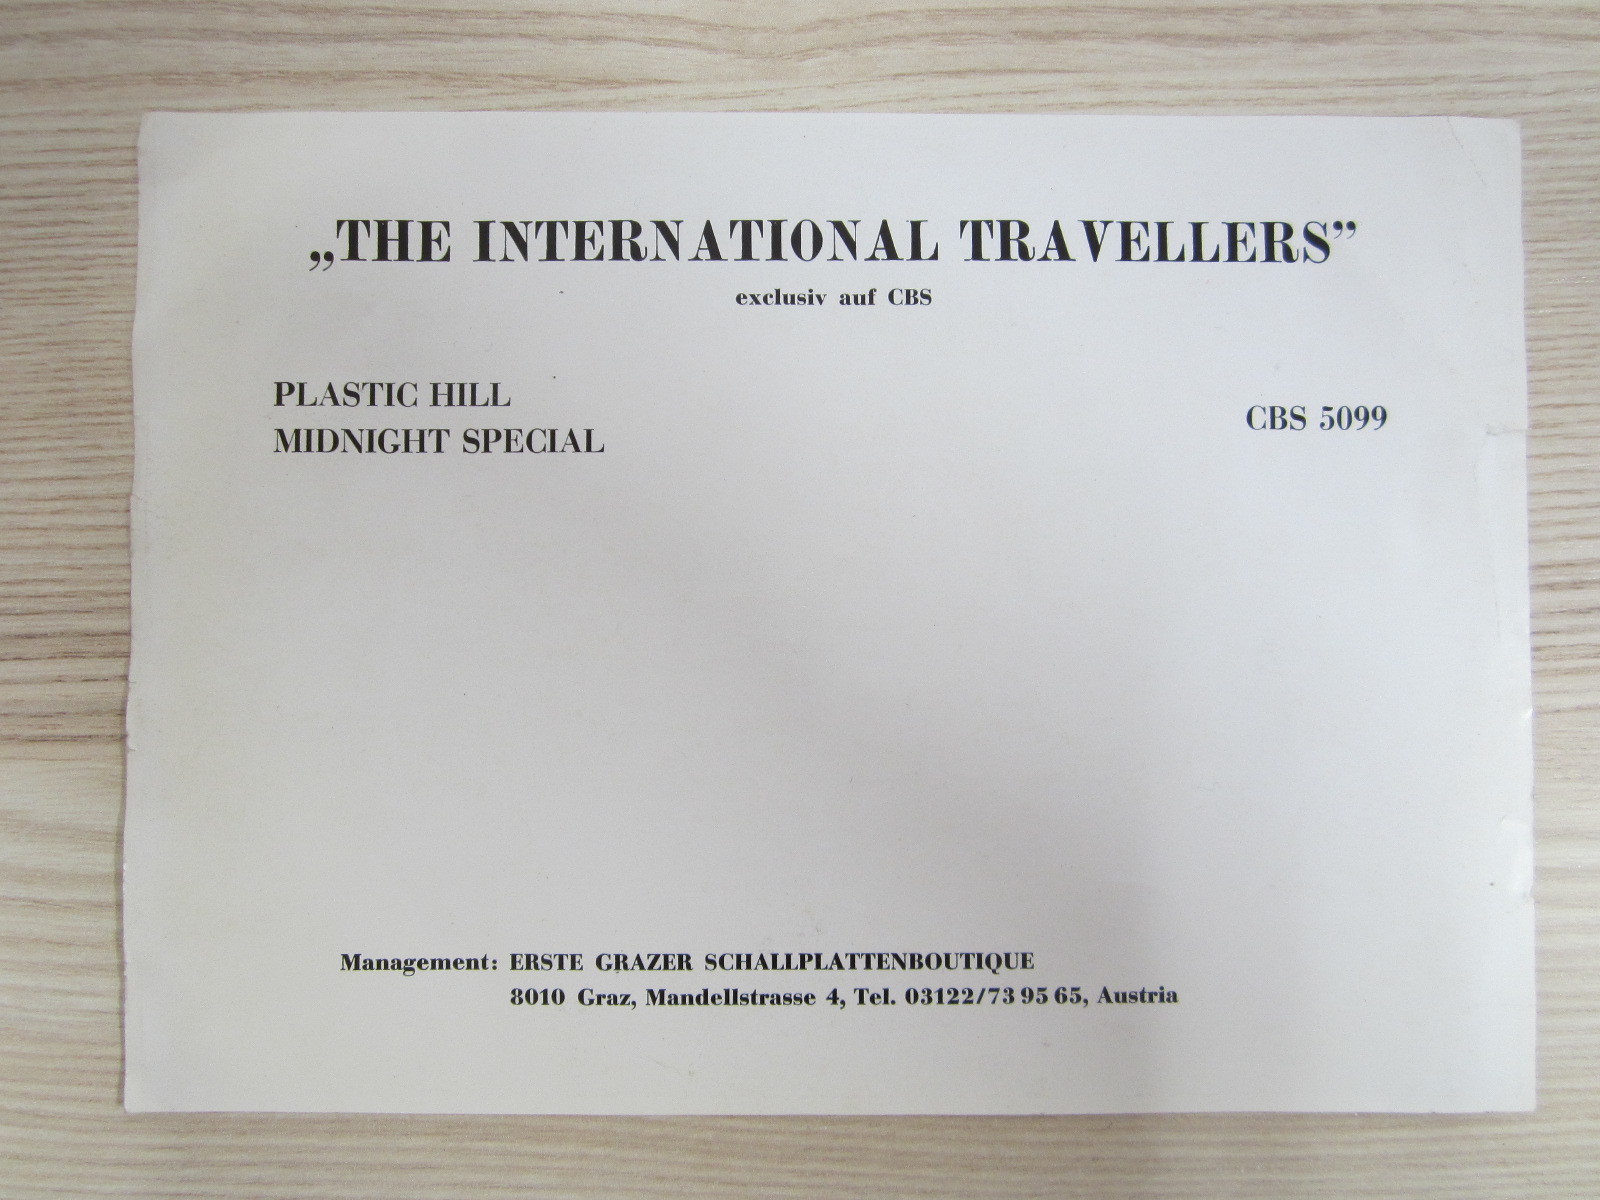 „THE INTERNATIONAL TRAVELLERS”
exclusiv auf CBS
PLASTIC HILL
MIDNIGHT SPECIAL
CBS 5099
Management: ERSTE GRAZER SCHALLPLATTENBOUTIQUE
8010 Graz, Mandellstrasse 4, Tel. 03122/73 95 65, Austria